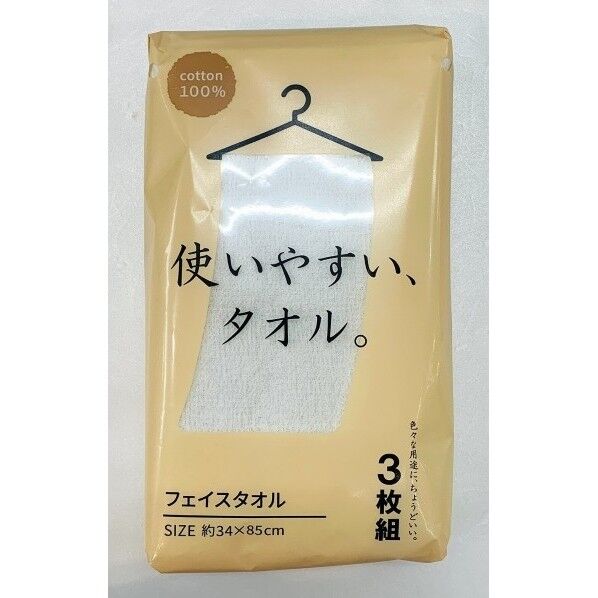 cotton
100%
使いやすい、
タオル。
色々な用途に、ちょうどいい。
3枚組
フェイスタオル
SIZE 約34×85cm